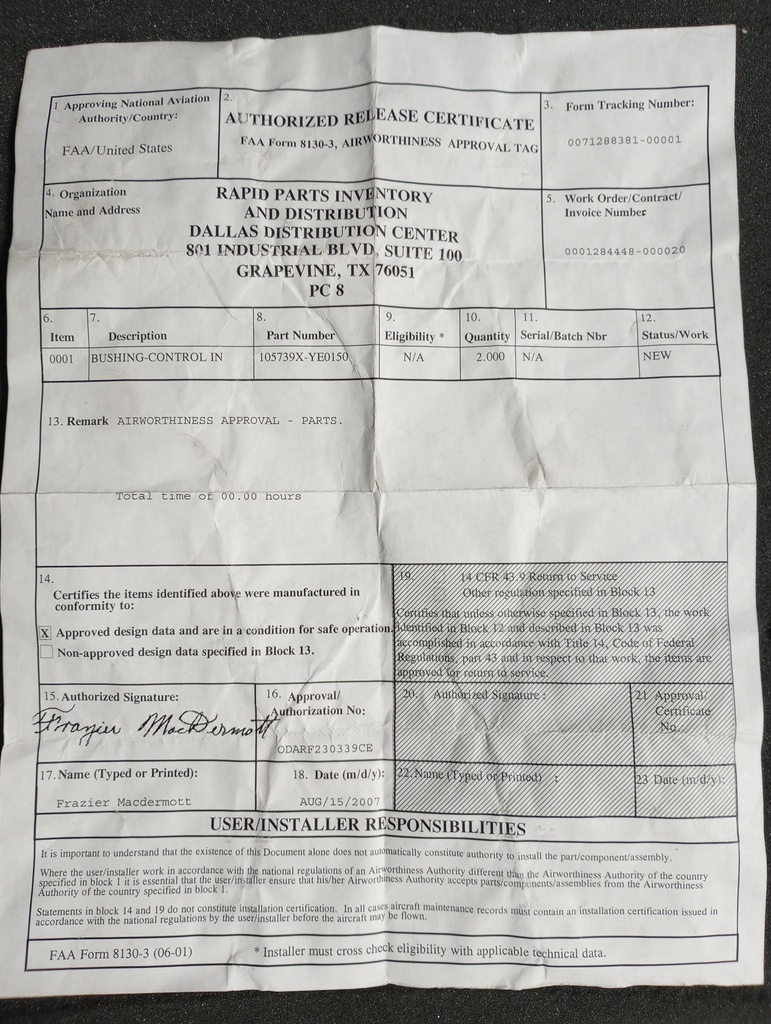 1 Approving National Aviation
Authority/Country:
FAA/United States
2.
AUTHORIZED RELEASE CERTIFICATE
FAA Form 8130-3, AIRWORTHINESS APPROVAL TAG
3. Form Tracking Number:
0071288381-00001
4. Organization
Name and Address
RAPID PARTS INVENTORY
AND DISTRIBUTION
DALLAS DISTRIBUTION CENTER
801 INDUSTRIAL BLVD, SUITE 100
GRAPEVINE, TX 76051
PC 8
5. Work Order/Contract/
Invoice Number
0001284448-000020
6.
Item
7.
Description
8.
Part Number
9.
Eligibility *
10.
Quantity
11.
Serial/Batch Nbr
12.
Status/Work
0001 BUSHING-CONTROL IN 105739X-YE0150 N/A 2.000 N/A NEW
13. Remark AIRWORTHINESS APPROVAL - PARTS.
Total time of 00.00 hours
14.
Certifies the items identified above were manufactured in
conformity to:
X Approved design data and are in a condition for safe operation.
Non-approved design data specified in Block 13.
19. 14 CFR 43.9 Return to Service
Other regulation specified in Block 13
Certifies that unless otherwise specified in Block 13, the work
identified in Block 12 and described in Block 13 was
accomplished in accordance with Title 14, Code of Federal
Regulations, part 43 and in respect to that work, the items are
approved for return to service.
15. Authorized Signature:
Frazier MacDermott
16. Approval/
Authorization No:
ODARF230339CE
20. Authorized Signature :
21 Approval/
Certificate
No.:
17. Name (Typed or Printed):
Frazier Macdermott
18. Date (m/d/y):
AUG/15/2007
22. Name (Typed or Printed) :
23 Date (m/d/y):
USER/INSTALLER RESPONSIBILITIES
It is important to understand that the existence of this Document alone does not automatically constitute authority to install the part/component/assembly.
Where the user/installer work in accordance with the national regulations of an Airworthiness Authority different than the Airworthiness Authority of the country
specified in block 1 it is essential that the user/installer ensure that his/her Airworthiness Authority accepts parts/components/assemblies from the Airworthiness
Authority of the country specified in block 1.
Statements in block 14 and 19 do not constitute installation certification. In all cases aircraft maintenance records must contain an installation certification issued in
accordance with the national regulations by the user/installer before the aircraft may be flown.
FAA Form 8130-3 (06-01)
* Installer must cross check eligibility with applicable technical data.